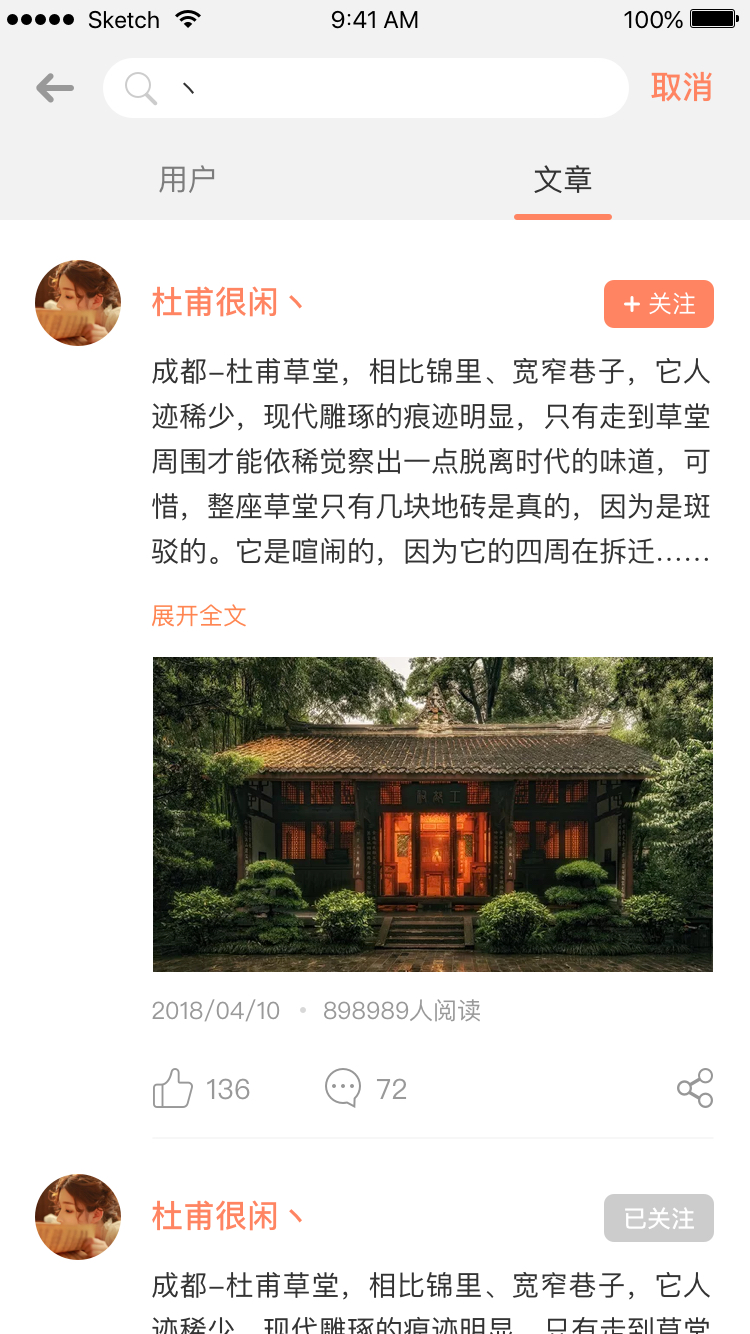 Sketch 9:41 AM 100%
丶 取消
用户 文章
杜甫很闲丶 + 关注
成都-杜甫草堂，相比锦里、宽窄巷子，它人
迹稀少，现代雕琢的痕迹明显，只有走到草堂
周围才能依稀觉察出一点脱离时代的味道，可
惜，整座草堂只有几块地砖是真的，因为是斑
驳的。它是喧闹的，因为它的四周在拆迁……
展开全文
2018/04/10 • 898989人阅读
136 72
杜甫很闲丶 已关注
成都-杜甫草堂，相比锦里、宽窄巷子，它人
迹稀少，现代雕琢的痕迹明显，只有走到草堂